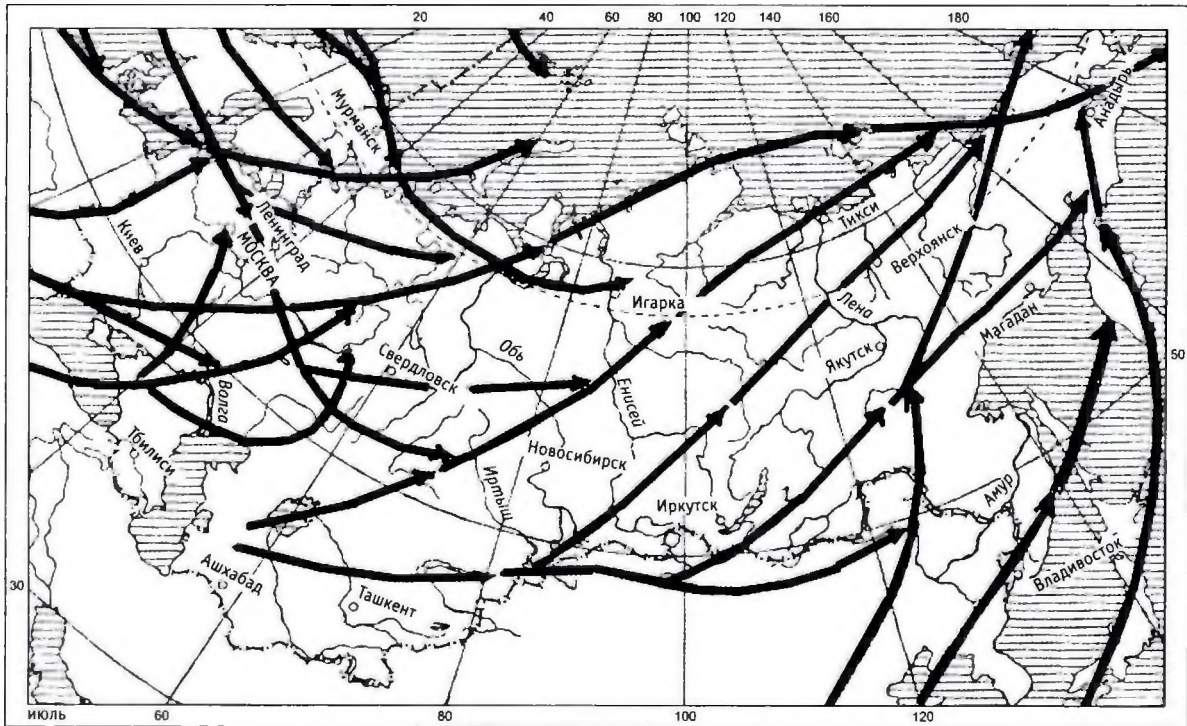 20 40 60 80 100 120 140 160 180
Мурманск
Анадырь
Ленинград
МОСКВА
Киев
Тикси
Верхоянск
Игарка
Лена
Магадан
Обь
Свердловск
Якутск
50
Енисей
Волга
Тбилиси
Новосибирск
Иртыш
Иркутск
Амур
Владивосток
Ашхабад
Ташкент
30
ИЮЛЬ 60 80 100 120